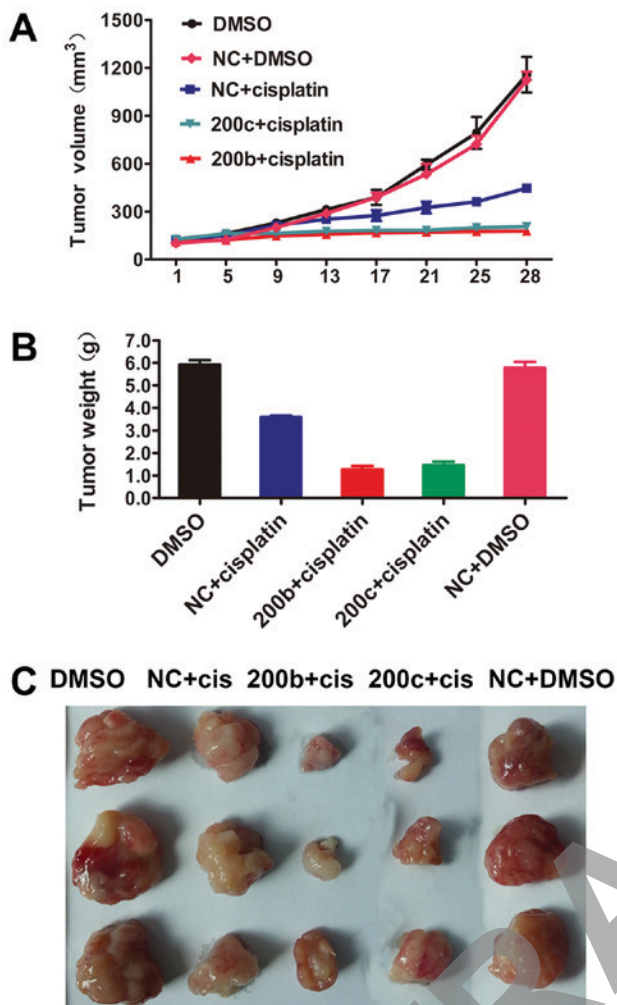 A
Tumor volume (mm³)
1500
1200
900
600
300
0
DMSO
NC+DMSO
NC+cisplatin
200c+cisplatin
200b+cisplatin
1 5 9 13 17 21 25 28
B
Tumor weight (g)
7.0
6.0
5.0
4.0
3.0
2.0
1.0
0.0
DMSO
NC+cisplatin
200b+cisplatin
200c+cisplatin
NC+DMSO
C DMSO NC+cis 200b+cis 200c+cis NC+DMSO